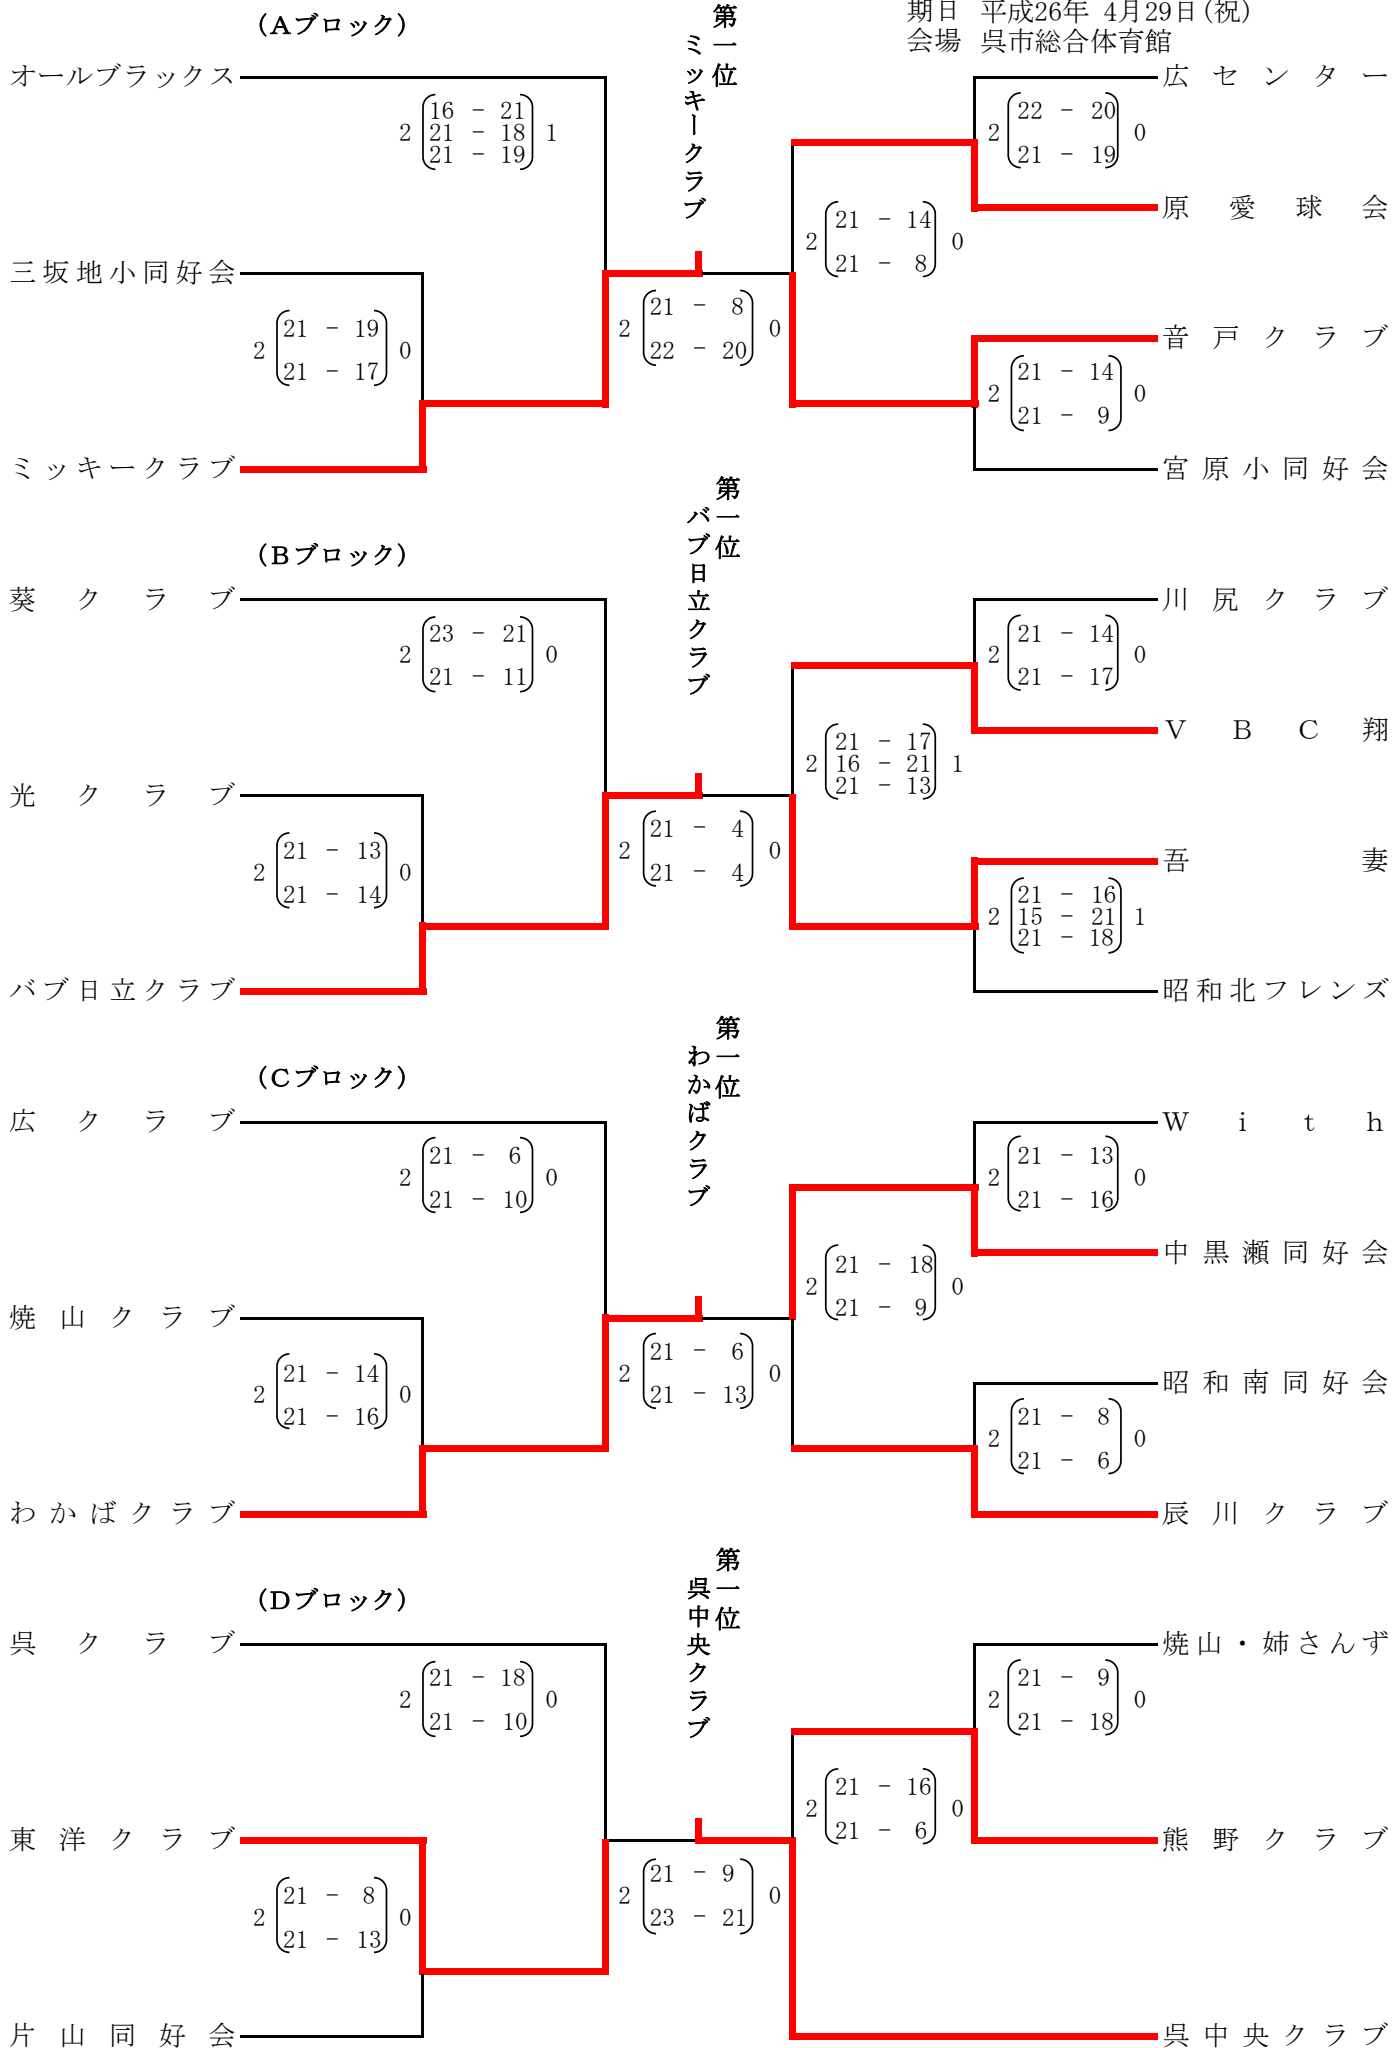 期日 平成26年 4月29日(祝)
会場 呉市総合体育館
(Aブロック)
第一位
ミッキークラブ
オールブラックス
2 16 - 21 1
21 - 18
21 - 19
三坂地小同好会
2 21 - 19 0
21 - 17
ミッキークラブ
2 21 - 8 0
22 - 20
広センター
2 22 - 20 0
21 - 19
原愛球会
2 21 - 14 0
21 - 8
音戸クラブ
2 21 - 14 0
21 - 9
宮原小同好会
(Bブロック)
第一位
バブ日立クラブ
葵クラブ
2 23 - 21 0
21 - 11
光クラブ
2 21 - 13 0
21 - 14
バブ日立クラブ
2 21 - 4 0
21 - 4
川尻クラブ
2 21 - 14 0
21 - 17
VBC翔
2 21 - 17 1
16 - 21
21 - 13
吾妻
2 21 - 16 1
15 - 21
21 - 18
昭和北フレンズ
(Cブロック)
第一位
わかばクラブ
広クラブ
2 21 - 6 0
21 - 10
焼山クラブ
2 21 - 14 0
21 - 16
わかばクラブ
2 21 - 6 0
21 - 13
With
2 21 - 13 0
21 - 16
中黒瀬同好会
2 21 - 18 0
21 - 9
昭和南同好会
2 21 - 8 0
21 - 6
辰川クラブ
(Dブロック)
第一位
呉中央クラブ
呉クラブ
2 21 - 18 0
21 - 10
東洋クラブ
2 21 - 8 0
21 - 13
片山同好会
2 21 - 9 0
23 - 21
焼山・姉さんず
2 21 - 9 0
21 - 18
熊野クラブ
2 21 - 16 0
21 - 6
呉中央クラブ